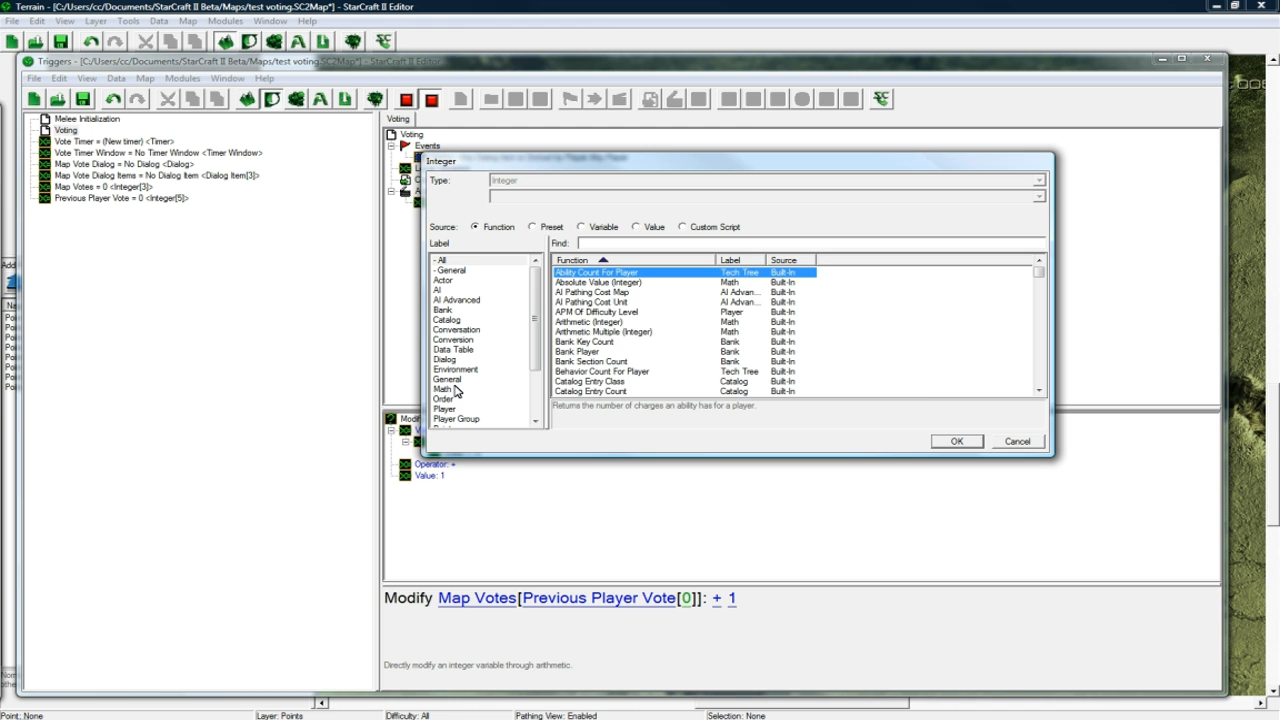 Terrain - [C:/Users/cc/Documents/StarCraft II Beta/Maps/test voting.SC2Map*] - StarCraft II Editor
File Edit View Layer Tools Data Map Modules Window Help
Triggers - [C:/Users/cc/Documents/StarCraft II Beta/Maps/test voting.SC2Map*] - StarCraft II Editor
File Edit View Data Map Modules Window Help
Melee Initialization
Voting
Vote Timer = (New timer) <Timer>
Vote Timer Window = No Timer Window <Timer Window>
Map Vote Dialog = No Dialog <Dialog>
Map Vote Dialog Items = No Dialog Item <Dialog Item[3]>
Map Votes = 0 <Integer[3]>
Previous Player Vote = 0 <Integer[5]>
Voting
Voting
Events
Integer
Type: Integer
Source: Function Preset Variable Value Custom Script
Label Find:
- All
- General
Actor
AI
AI Advanced
Bank
Catalog
Conversation
Conversion
Data Table
Dialog
Environment
General
Math
Order
Player
Player Group
Function Label Source
Ability Count For Player Tech Tree Built-In
Absolute Value (Integer) Math Built-In
AI Pathing Cost Map AI Advan... Built-In
AI Pathing Cost Unit AI Advan... Built-In
APM Of Difficulty Level Player Built-In
Arithmetic (Integer) Math Built-In
Arithmetic Multiple (Integer) Math Built-In
Bank Key Count Bank Built-In
Bank Player Bank Built-In
Bank Section Count Bank Built-In
Behavior Count For Player Tech Tree Built-In
Catalog Entry Class Catalog Built-In
Catalog Entry Count Catalog Built-In
Returns the number of charges an ability has for a player.
OK Cancel
Operator: +
Value: 1
Modify Map Votes[Previous Player Vote[0]]: + 1
Directly modify an integer variable through arithmetic.
Point: None Layer: Points Difficulty: All Pathing View: Enabled Selection: None